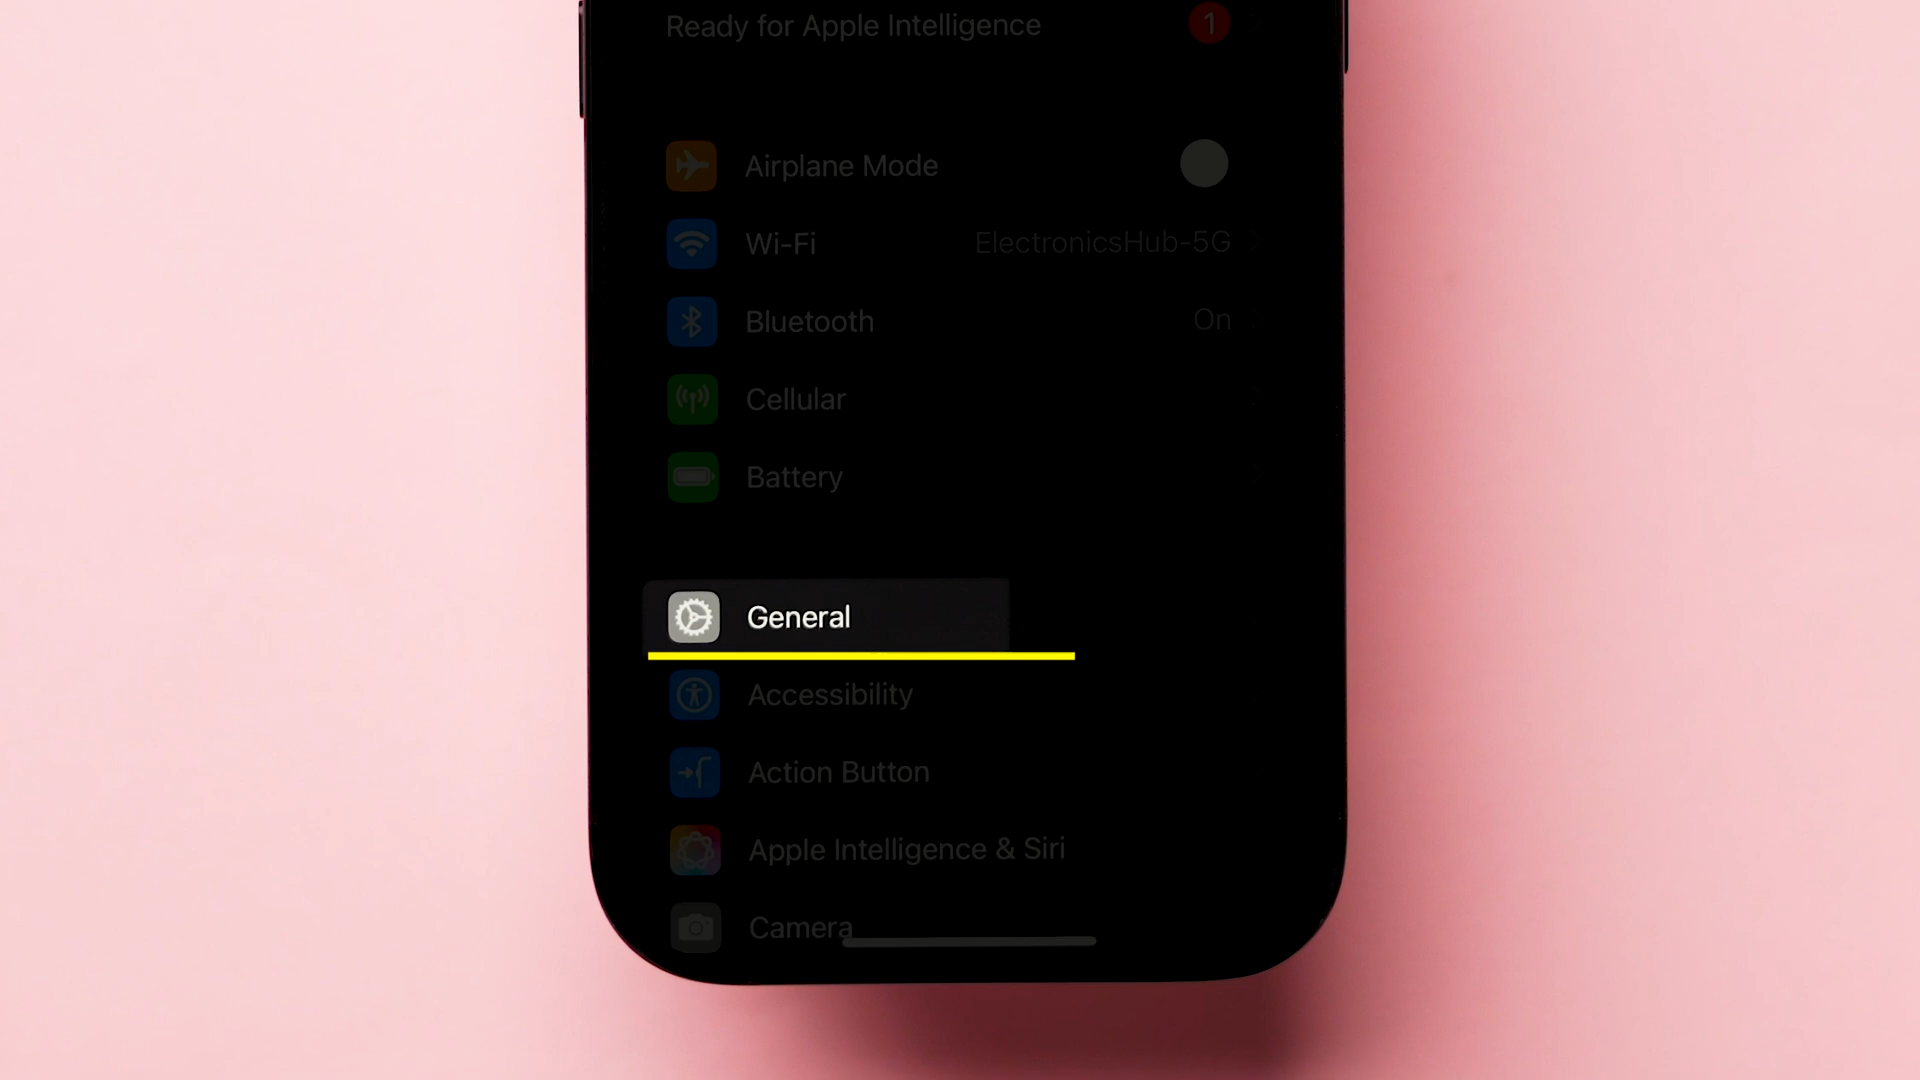 Ready for Apple Intelligence 1
Airplane Mode
Wi-Fi ElectronicsHub-5G
Bluetooth On
Cellular
Battery
General
Accessibility
Action Button
Apple Intelligence & Siri
Camera